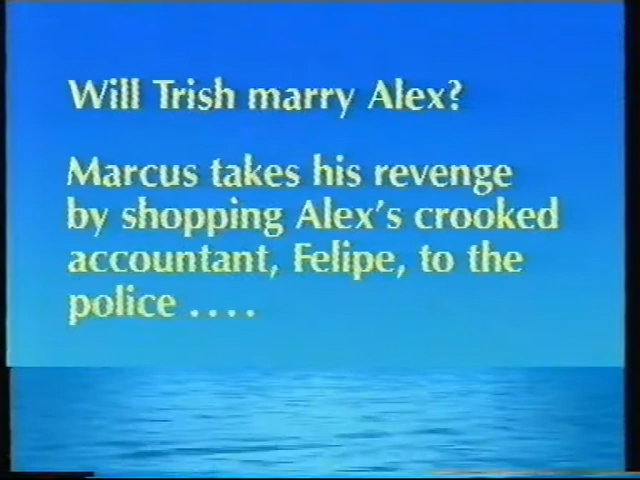 Will Trish marry Alex?
Marcus takes his revenge
by shopping Alex's crooked
accountant, Felipe, to the
police ....